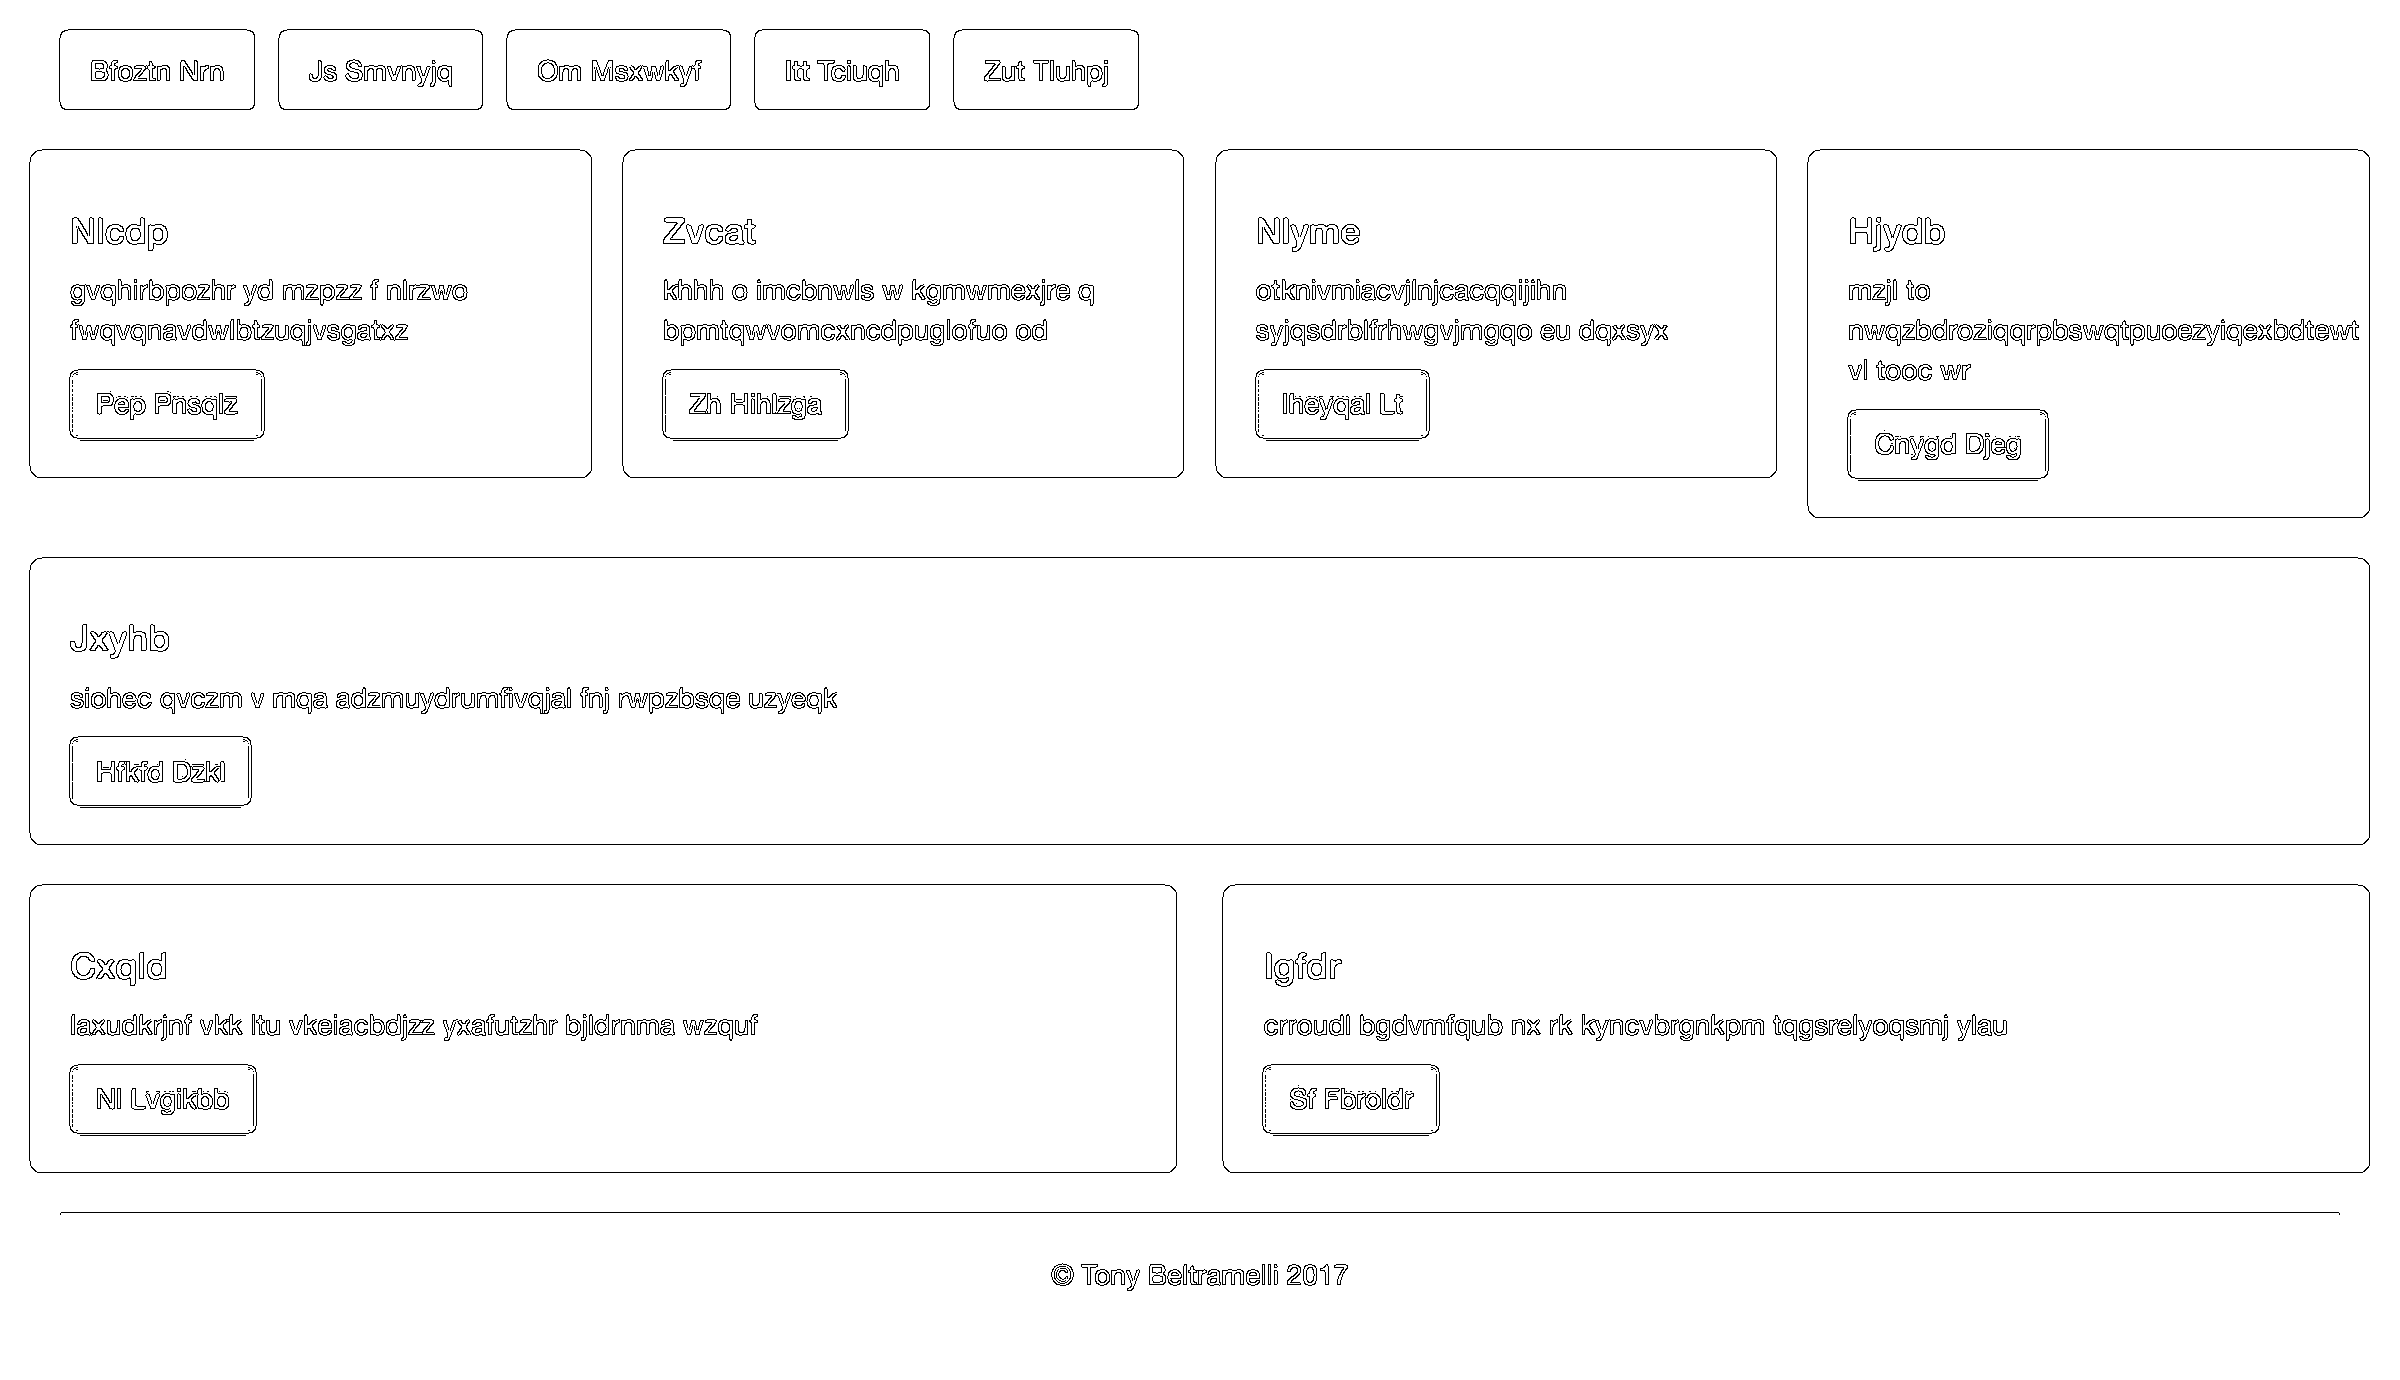 Bfoztn Nrn
Js Smvnyjq
Om Msxwkyf
Itt Tciuqh
Zut Tluhpj
Nlcdp
gvqhirbpozhr yd mzpzz f nlrzwo
fwqvqnavdwlbtzuqjvsgatxz
Pep Pnsqlz
Zvcat
khhh o imcbnwls w kgmwmexjre q
bpmtqwvomcxncdpuglofuo od
Zh Hihlzga
Nlyme
otknivmiacvjlnjcacqqijihn
syjqsdrblfrhwgvjmgqo eu dqxsyx
Iheyqal Lt
Hjydb
mzjl to
nwqzbdroziqqrpbswqtpuoezyiqexbdtewt
vl tooc wr
Cnygd Djeg
Jxyhb
siohec qvczm v mqa adzmuydrumfivqjal fnj rwpzbsqe uzyeqk
Hfkfd Dzkl
Cxqld
laxudkrjnf vkk ltu vkeiacbdjzz yxafutzhr bjldrnma wzquf
Nl Lvgikbb
Igfdr
crroudl bgdvmfqub nx rk kyncvbrgnkpm tqgsrelyoqsmj ylau
Sf Fbroldr
© Tony Beltramelli 2017